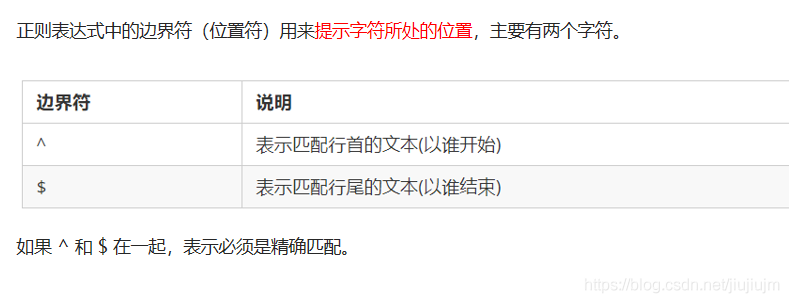 正则表达式中的边界符（位置符）用来提示字符所处的位置，主要有两个字符。
边界符 说明
^ 表示匹配行首的文本(以谁开始)
$ 表示匹配行尾的文本(以谁结束)
如果 ^ 和 $ 在一起，表示必须是精确匹配。
https://blog.csdn.net/jiujiujm